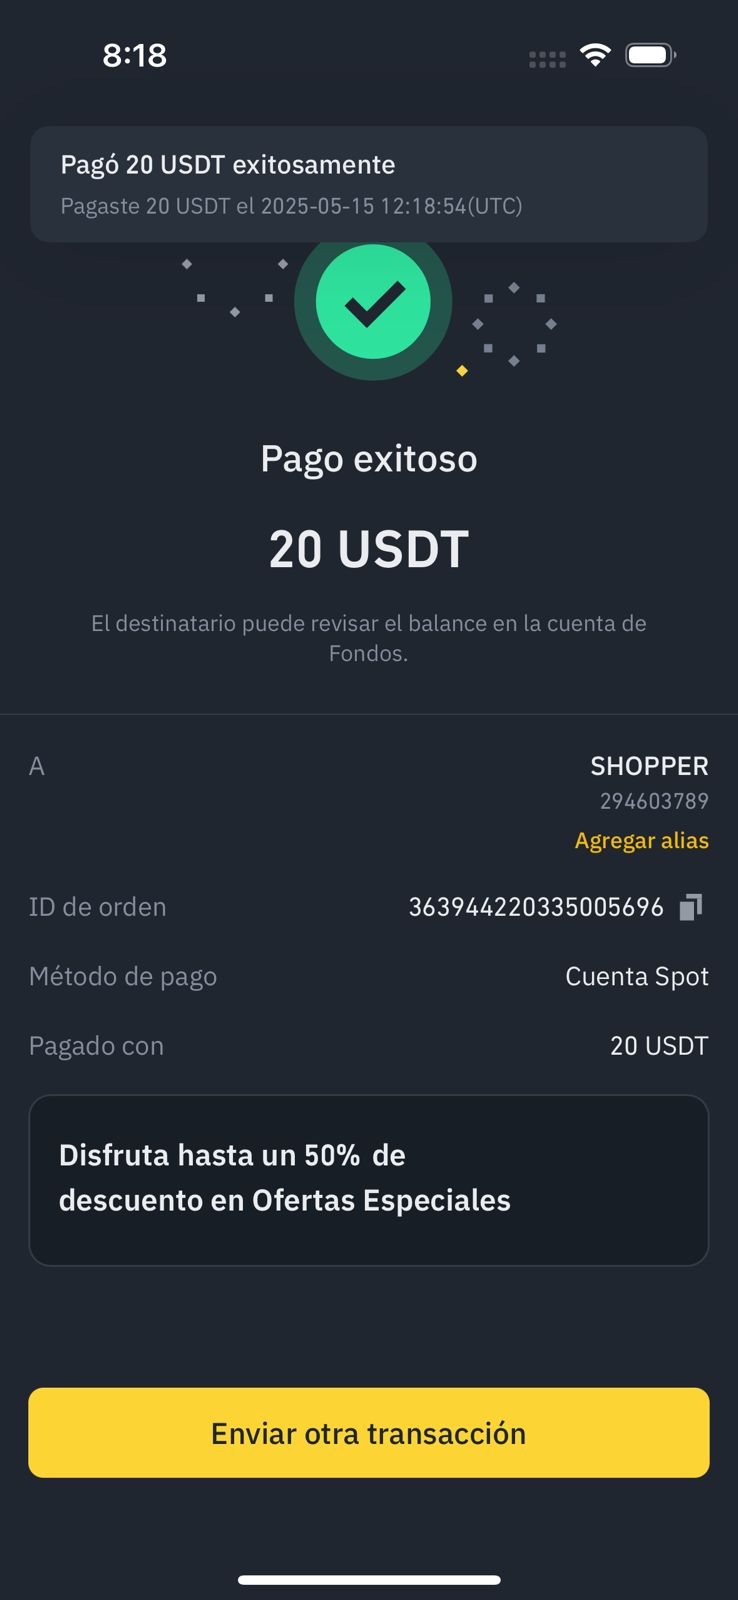 8:18
Pagó 20 USDT exitosamente
Pagaste 20 USDT el 2025-05-15 12:18:54(UTC)
Pago exitoso
20 USDT
El destinatario puede revisar el balance en la cuenta de
Fondos.
A
SHOPPER
294603789
Agregar alias
ID de orden 363944220335005696
Método de pago Cuenta Spot
Pagado con 20 USDT
Disfruta hasta un 50% de
descuento en Ofertas Especiales
Enviar otra transacción